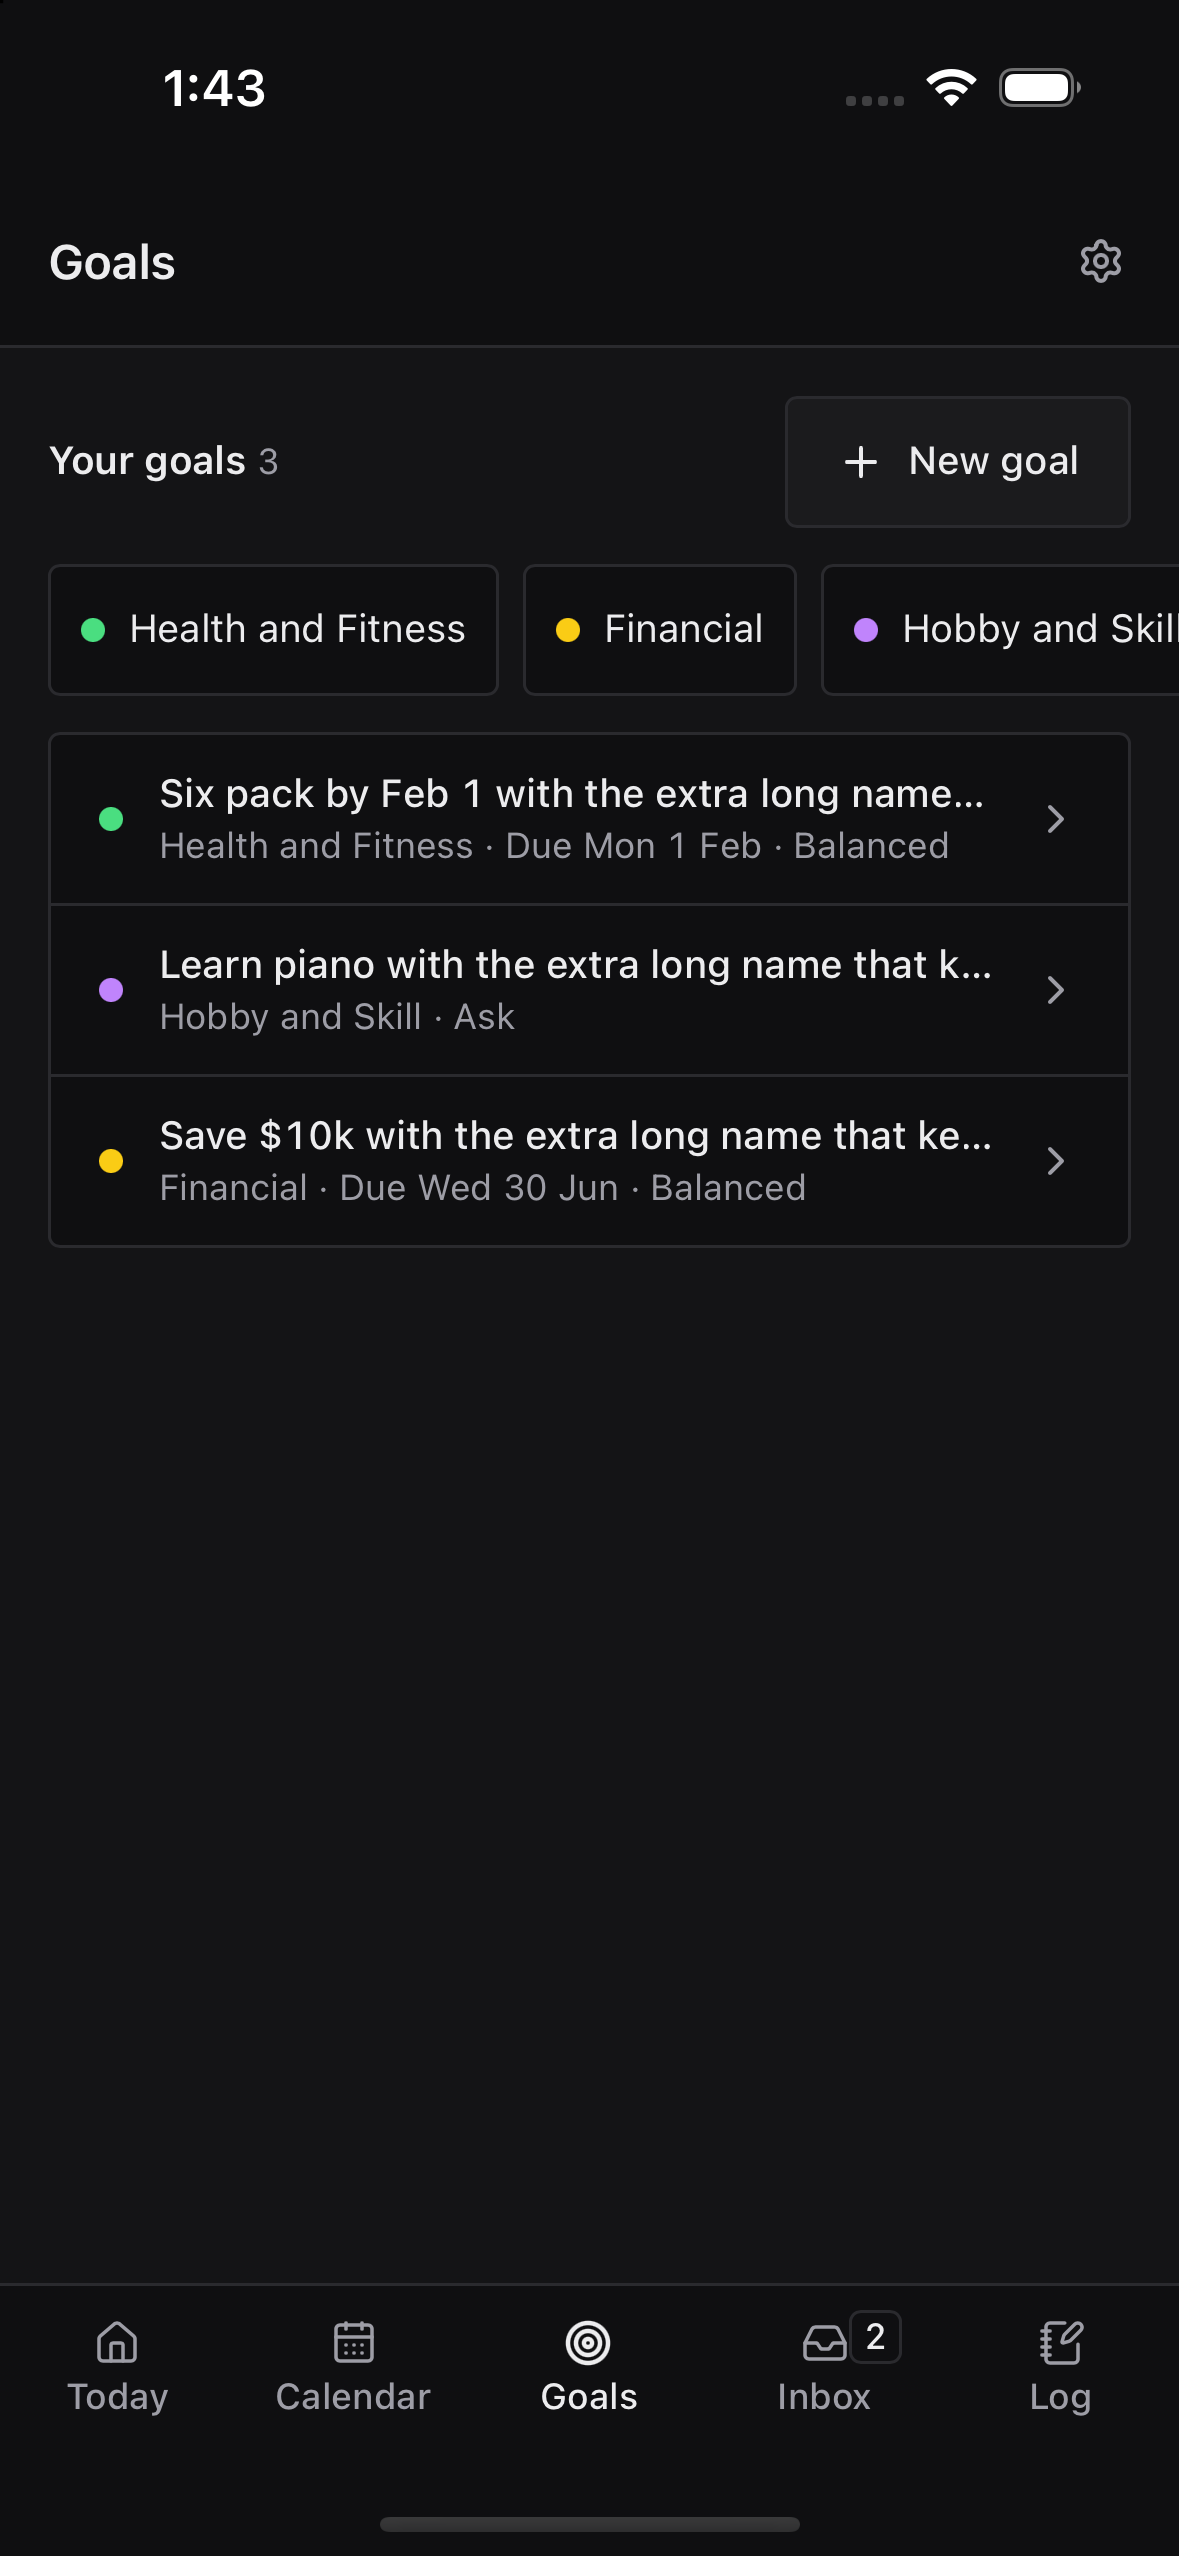 1:43
Goals
Your goals 3
New goal
Health and Fitness
Financial
Hobby and Skill
Six pack by Feb 1 with the extra long name...
Health and Fitness · Due Mon 1 Feb · Balanced
Learn piano with the extra long name that k...
Hobby and Skill · Ask
Save $10k with the extra long name that ke...
Financial · Due Wed 30 Jun · Balanced
2
Today
Calendar
Goals
Inbox
Log